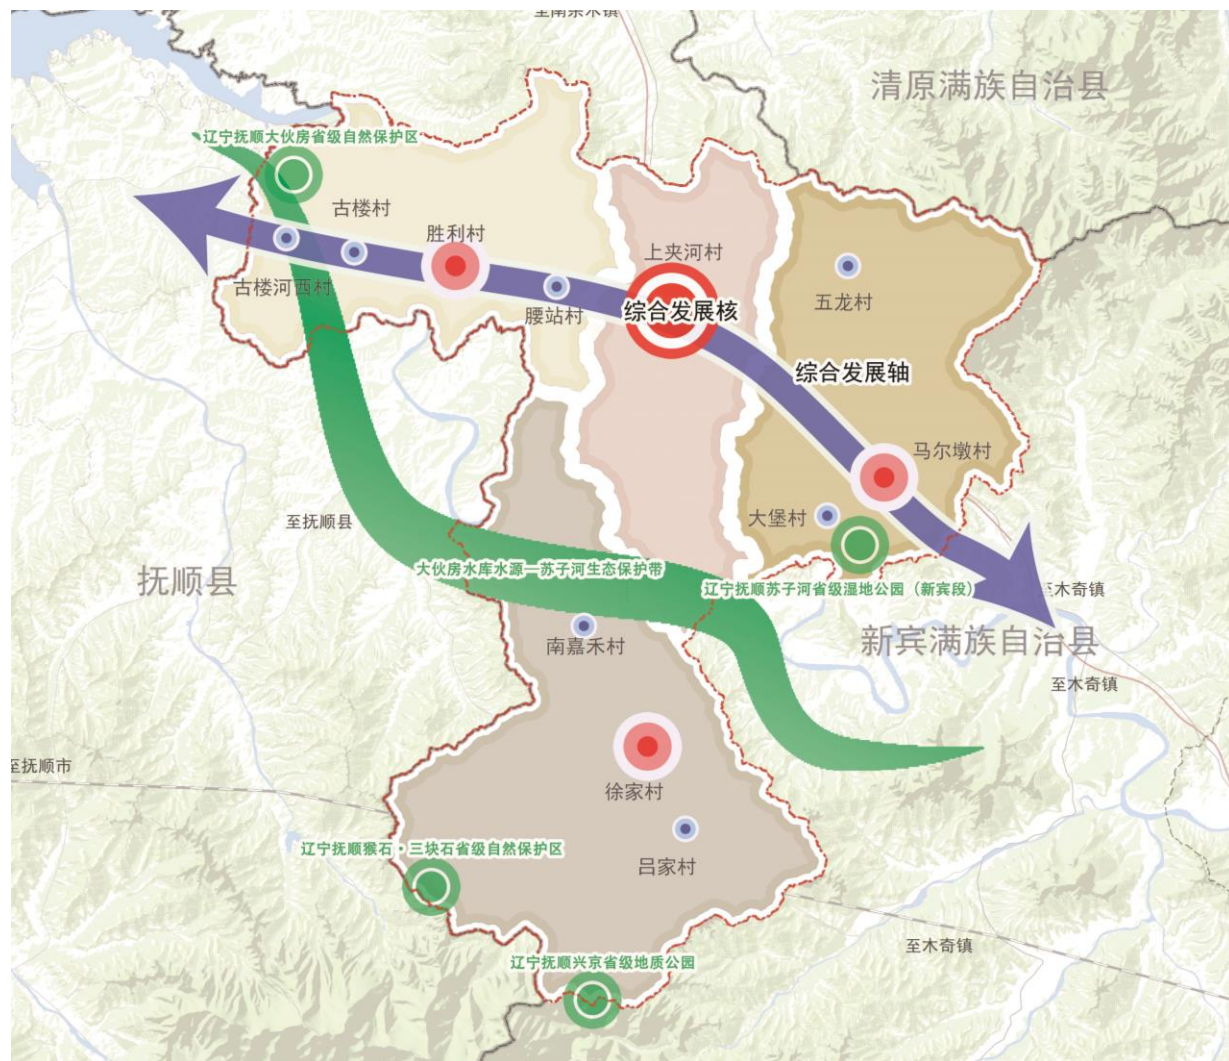 至南杂木镇
清原满族自治县
辽宁抚顺大伙房省级自然保护区
古楼村
胜利村
上夹河村
古楼河西村
腰站村
综合发展核
五龙村
综合发展轴
马尔墩村
大堡村
至抚顺县
大伙房水库水源—苏子河生态保护带
抚顺县
辽宁抚顺苏子河省级湿地公园（新宾段）
至木奇镇
南嘉禾村
新宾满族自治县
至木奇镇
至抚顺市
徐家村
辽宁抚顺猴石·三块石省级自然保护区
吕家村
至木奇镇
辽宁抚顺兴京省级地质公园